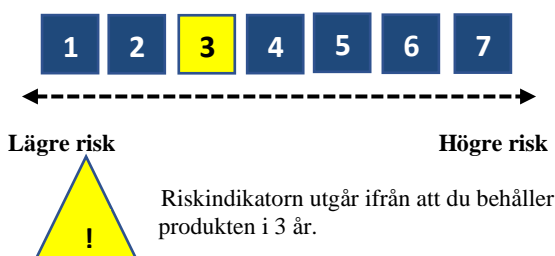 1 2 3 4 5 6 7
Lägre risk Högre risk
Riskindikatorn utgår ifrån att du behåller
! produkten i 3 år.